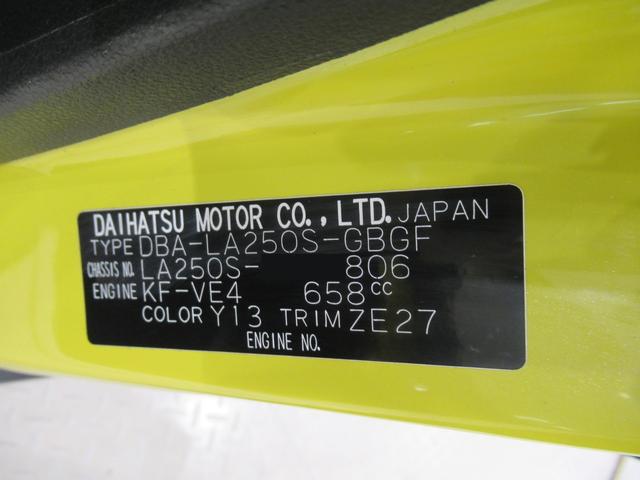 DAIHATSU MOTOR CO., LTD. JAPAN
TYPE DBA-LA250S-GBGF
CHASSIS NO. LA250S- 806
ENGINE KF-VE4 658cc
COLOR Y13 TRIM ZE27
ENGINE NO.